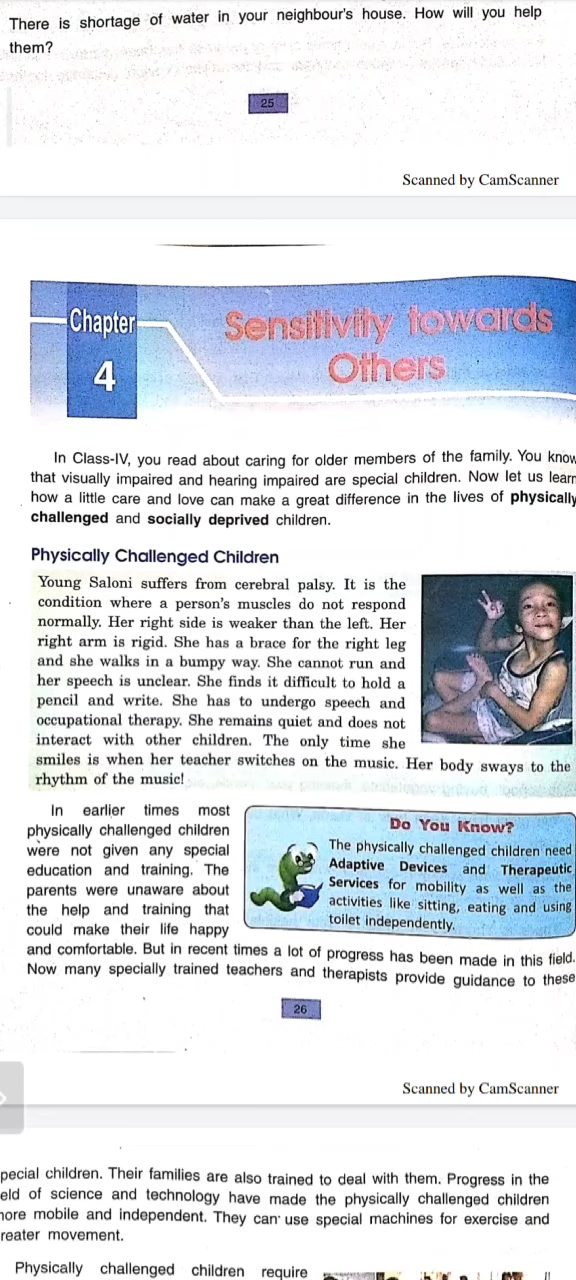 There is shortage of water in your neighbour's house. How will you help
them?
25
Scanned by CamScanner
Chapter
4
Sensitivity towards
Others
In Class-IV, you read about caring for older members of the family. You know
that visually impaired and hearing impaired are special children. Now let us learn
how a little care and love can make a great difference in the lives of physically
challenged and socially deprived children.
Physically Challenged Children
Young Saloni suffers from cerebral palsy. It is the
condition where a person's muscles do not respond
normally. Her right side is weaker than the left. Her
right arm is rigid. She has a brace for the right leg
and she walks in a bumpy way. She cannot run and
her speech is unclear. She finds it difficult to hold a
pencil and write. She has to undergo speech and
occupational therapy. She remains quiet and does not
interact with other children. The only time she
smiles is when her teacher switches on the music. Her body sways to the
rhythm of the music!
In earlier times most
physically challenged children
were not given any special
education and training. The
parents were unaware about
the help and training that
could make their life happy
Do You Know?
The physically challenged children need
Adaptive Devices and Therapeutic
Services for mobility as well as the
activities like sitting, eating and using
toilet independently.
and comfortable. But in recent times a lot of progress has been made in this field.
Now many specially trained teachers and therapists provide guidance to these
26
Scanned by CamScanner
pecial children. Their families are also trained to deal with them. Progress in the
eld of science and technology have made the physically challenged children
nore mobile and independent. They can use special machines for exercise and
reater movement.
Physically challenged children require